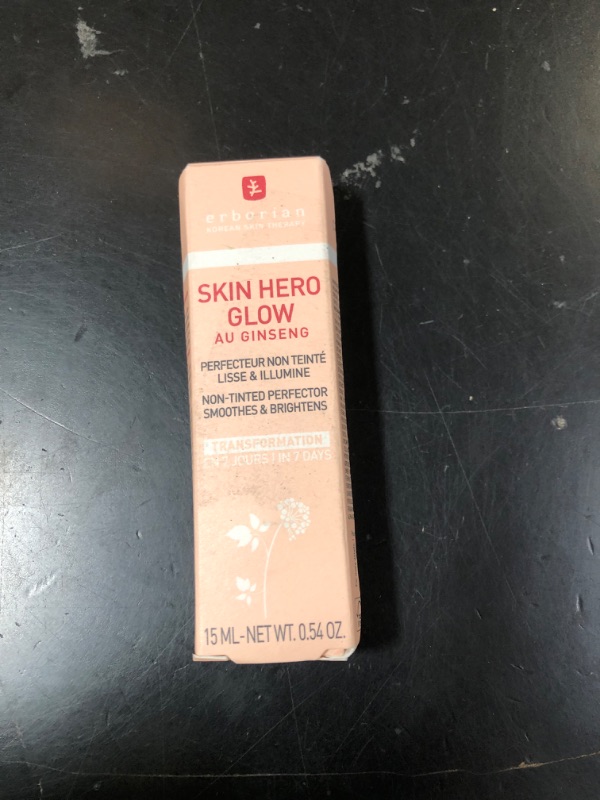 erborian
KOREAN SKIN THERAPY
SKIN HERO
GLOW
AU GINSENG
PERFECTEUR NON TEINTÉ
LISSE & ILLUMINE
NON-TINTED PERFECTOR
SMOOTHES & BRIGHTENS
TRANSFORMATION
EN 7 JOURS / IN 7 DAYS
15 ML - NET WT. 0.54 OZ.